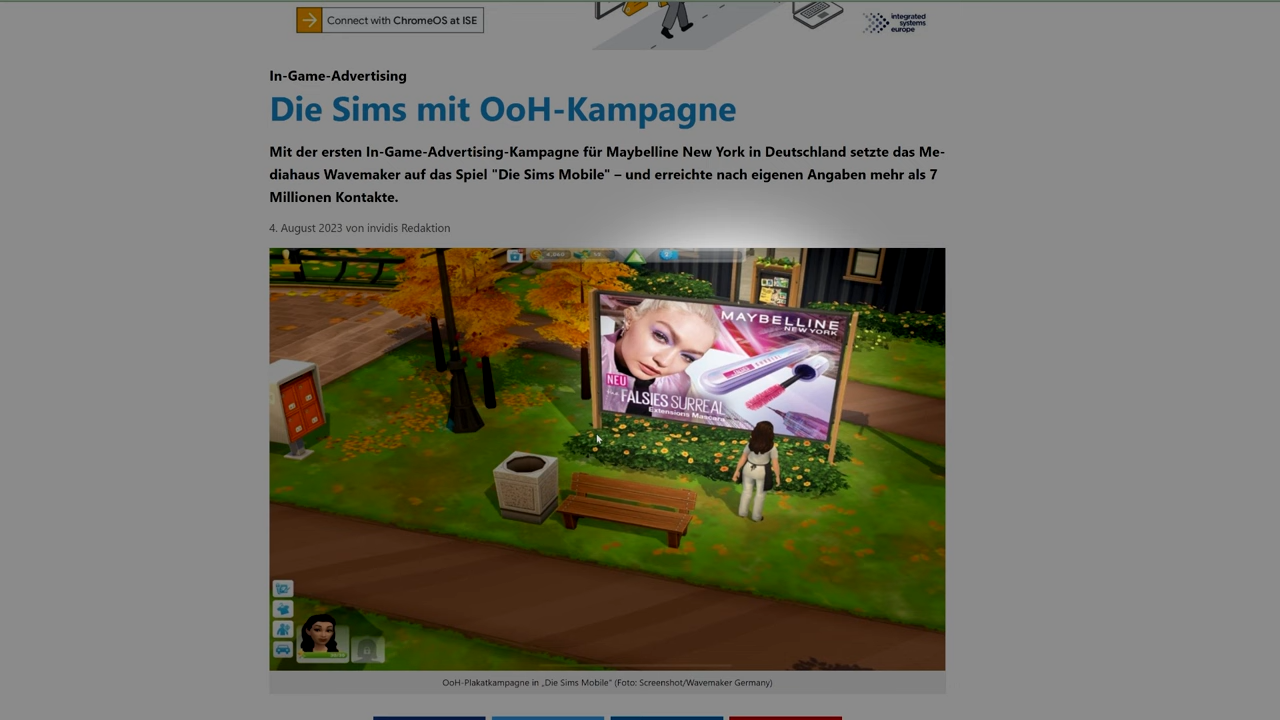 Connect with ChromeOS at ISE
integrated
systems
europe
In-Game-Advertising
Die Sims mit OoH-Kampagne
Mit der ersten In-Game-Advertising-Kampagne für Maybelline New York in Deutschland setzte das Me-
diahaus Wavemaker auf das Spiel "Die Sims Mobile" – und erreichte nach eigenen Angaben mehr als 7
Millionen Kontakte.
4. August 2023 von invidis Redaktion
MAYBELLINE
NEW YORK
NEU
THE FALSIES SURREAL
Extensions Mascara
OoH-Plakatkampagne in „Die Sims Mobile“ (Foto: Screenshot/Wavemaker Germany)